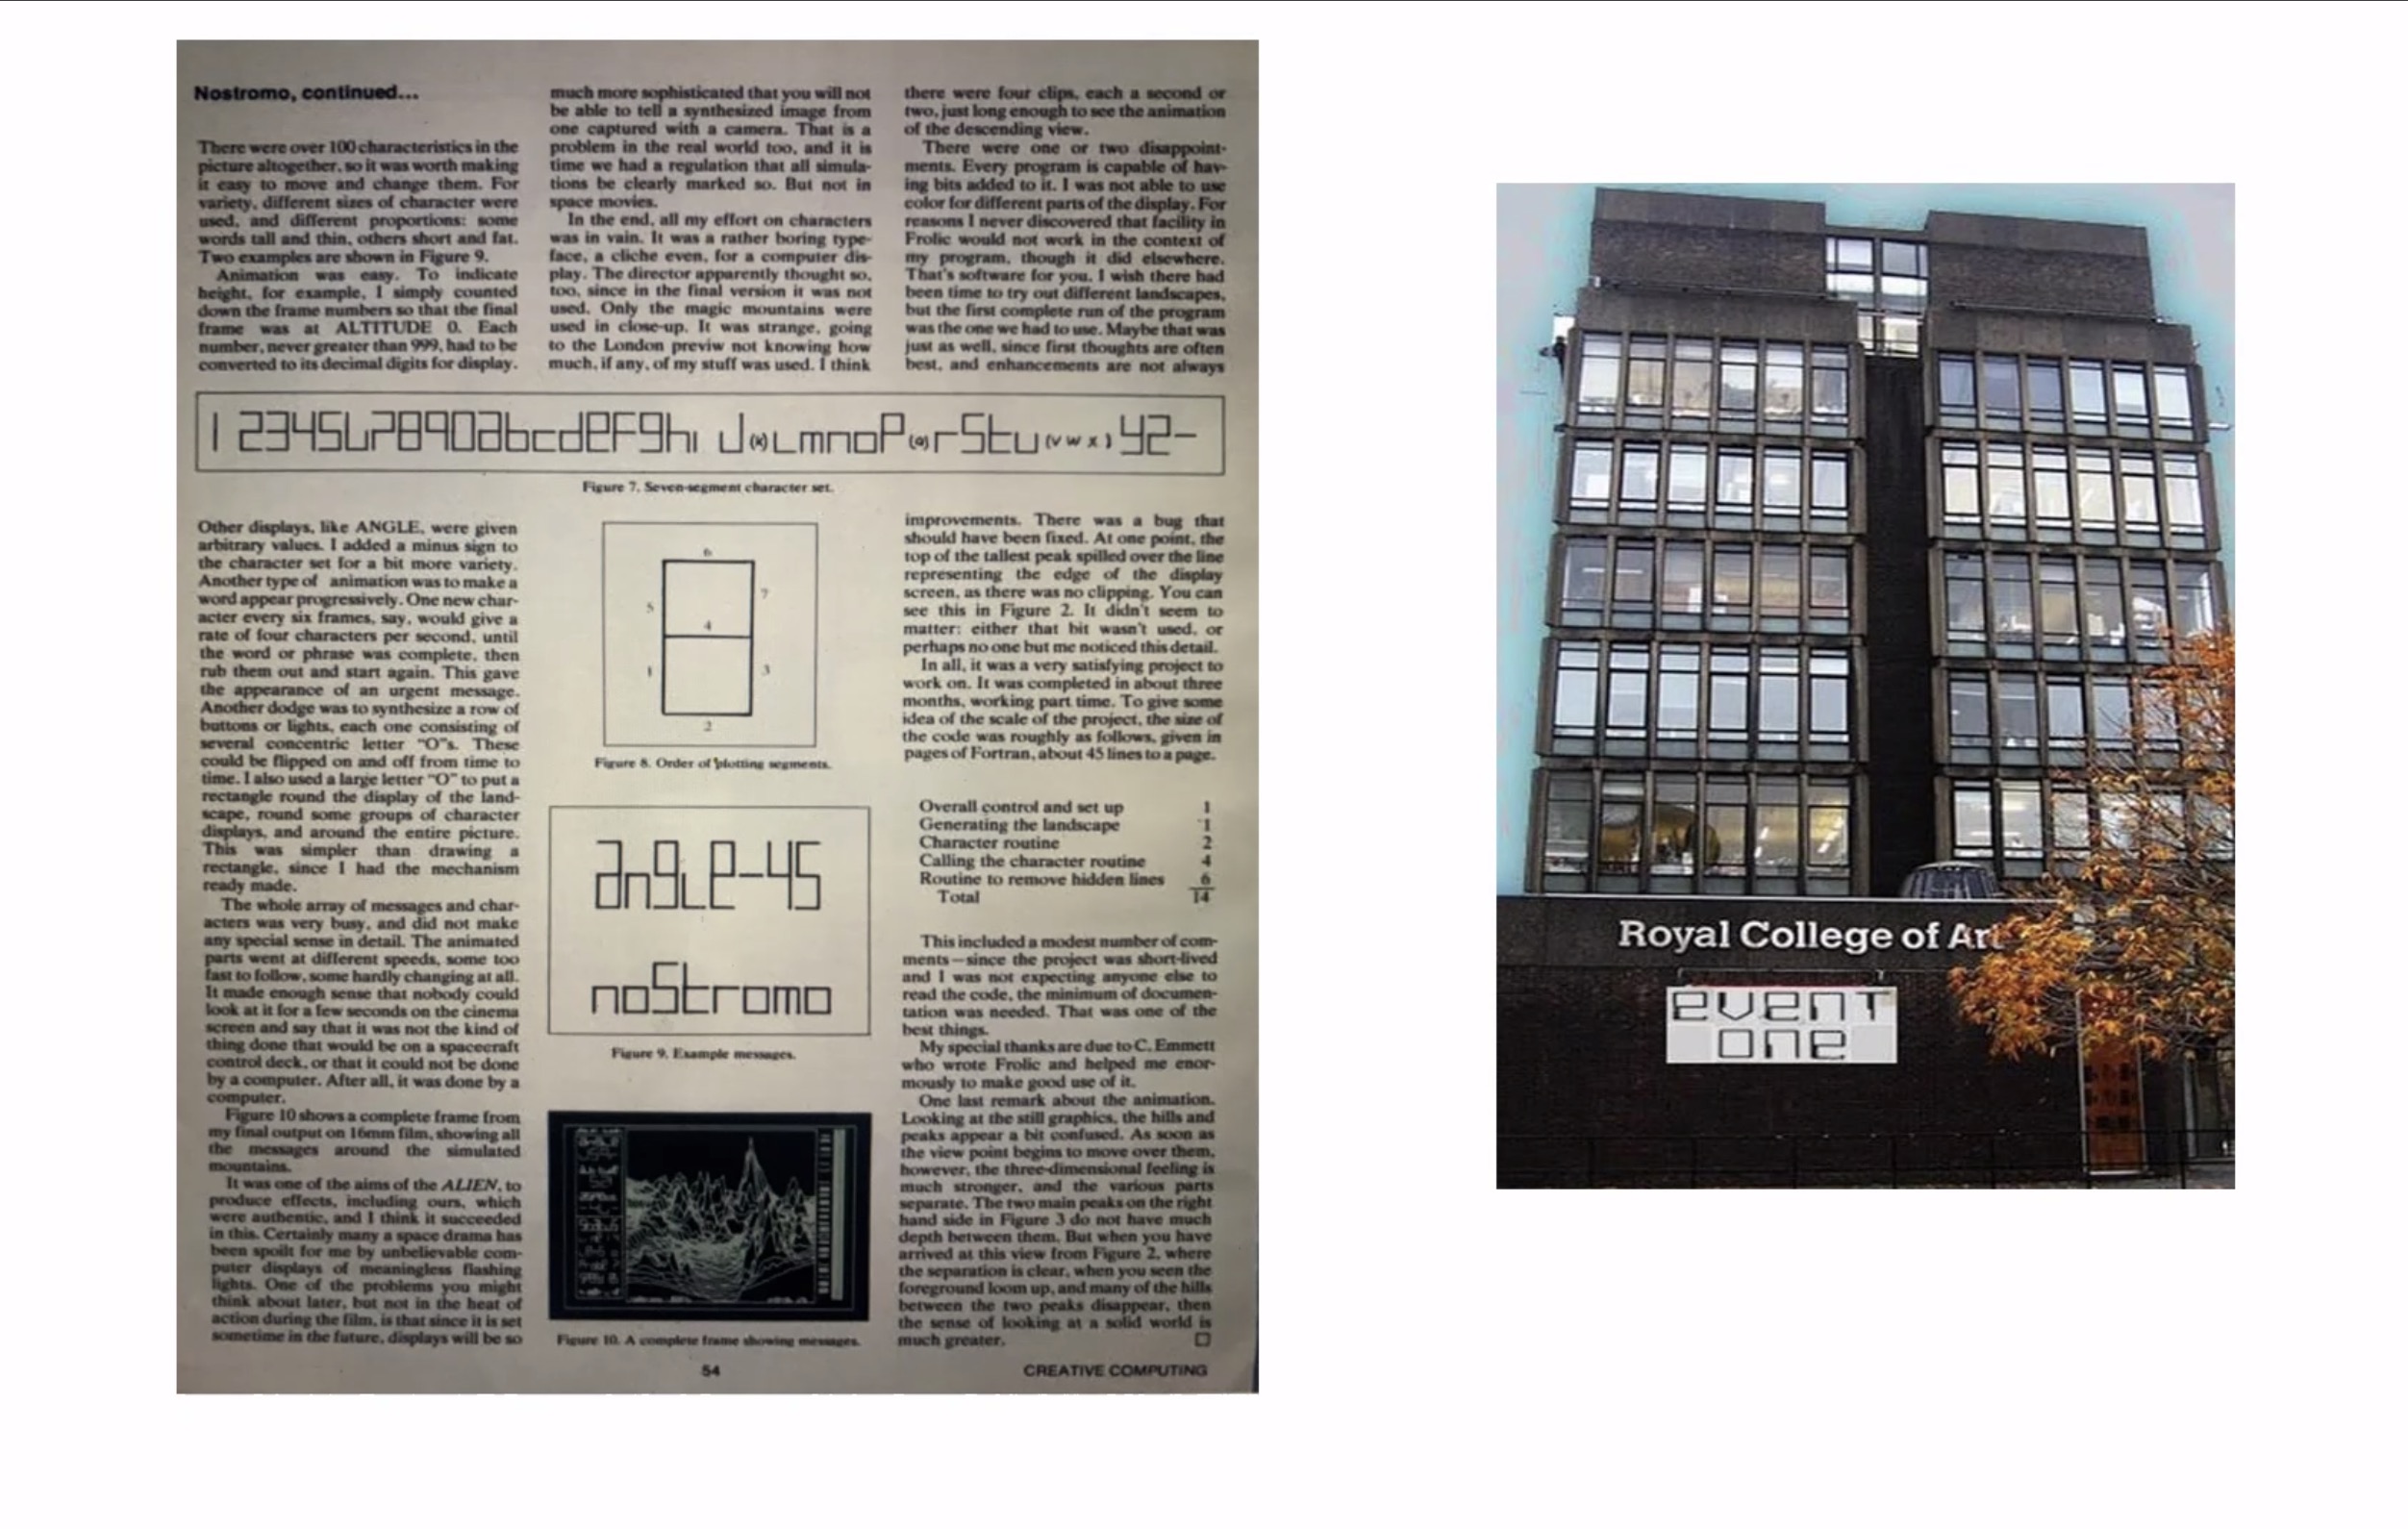 Nostromo, continued...
There were over 100 characteristics in the
picture altogether, so it was worth making
it easy to move and change them. For
variety, different sizes of character were
used, and different proportions: some
words tall and thin, others short and fat.
Two examples are shown in Figure 9.
Animation was easy. To indicate
height, for example, I simply counted
down the frame numbers so that the final
frame was at ALTITUDE 0. Each
number, never greater than 999, had to be
converted to its decimal digits for display.
much more sophisticated that you will not
be able to tell a synthesized image from
one captured with a camera. That is a
problem in the real world too, and it is
time we had a regulation that all simula-
tions be clearly marked so. But not in
space movies.
In the end, all my effort on characters
was in vain. It was a rather boring type-
face, a cliche even, for a computer dis-
play. The director apparently thought so,
too, since in the final version it was not
used. Only the magic mountains were
used in close-up. It was strange, going
to the London previw not knowing how
much, if any, of my stuff was used. I think
there were four clips, each a second or
two, just long enough to see the animation
of the descending view.
There were one or two disappoint-
ments. Every program is capable of hav-
ing bits added to it. I was not able to use
color for different parts of the display. For
reasons I never discovered that facility in
Frolic would not work in the context of
my program, though it did elsewhere.
That's software for you. I wish there had
been time to try out different landscapes,
but the first complete run of the program
was the one we had to use. Maybe that was
just as well, since first thoughts are often
best, and enhancements are not always
1234567890abcdeFghi J(k)LmnoP(q)rStu(vwx)yz-
Figure 7. Seven-segment character set.
Other displays, like ANGLE, were given
arbitrary values. I added a minus sign to
the character set for a bit more variety.
Another type of animation was to make a
word appear progressively. One new char-
acter every six frames, say, would give a
rate of four characters per second, until
the word or phrase was complete, then
rub them out and start again. This gave
the appearance of an urgent message.
Another dodge was to synthesize a row of
buttons or lights, each one consisting of
several concentric letter "O"s. These
could be flipped on and off from time to
time. I also used a large letter "O" to put a
rectangle round the display of the land-
scape, round some groups of character
displays, and around the entire picture.
This was simpler than drawing a
rectangle, since I had the mechanism
ready made.
The whole array of messages and char-
acters was very busy, and did not make
any special sense in detail. The animated
parts went at different speeds, some too
fast to follow, some hardly changing at all.
It made enough sense that nobody could
look at it for a few seconds on the cinema
screen and say that it was not the kind of
thing done that would be on a spacecraft
control deck, or that it could not be done
by a computer. After all, it was done by a
computer.
Figure 10 shows a complete frame from
my final output on 16mm film, showing all
the messages around the simulated
mountains.
It was one of the aims of the ALIEN, to
produce effects, including ours, which
were authentic, and I think it succeeded
in this. Certainly many a space drama has
been spoilt for me by unbelievable com-
puter displays of meaningless flashing
lights. One of the problems you might
think about later, but not in the heat of
action during the film, is that since it is set
sometime in the future, displays will be so
6
5 7
4
1 3
2
Figure 8. Order of plotting segments.
anGLE-45
noStromo
Figure 9. Example messages.
Figure 10. A complete frame showing messages.
improvements. There was a bug that
should have been fixed. At one point, the
top of the tallest peak spilled over the line
representing the edge of the display
screen, as there was no clipping. You can
see this in Figure 2. It didn't seem to
matter: either that bit wasn't used, or
perhaps no one but me noticed this detail.
In all, it was a very satisfying project to
work on. It was completed in about three
months, working part time. To give some
idea of the scale of the project, the size of
the code was roughly as follows, given in
pages of Fortran, about 45 lines to a page.
Overall control and set up 1
Generating the landscape 1
Character routine 2
Calling the character routine 4
Routine to remove hidden lines 6
Total 14
This included a modest number of com-
ments—since the project was short-lived
and I was not expecting anyone else to
read the code, the minimum of documen-
tation was needed. That was one of the
best things.
My special thanks are due to C. Emmett
who wrote Frolic and helped me enor-
mously to make good use of it.
One last remark about the animation.
Looking at the still graphics, the hills and
peaks appear a bit confused. As soon as
the view point begins to move over them,
however, the three-dimensional feeling is
much stronger, and the various parts
separate. The two main peaks on the right
hand side in Figure 3 do not have much
depth between them. But when you have
arrived at this view from Figure 2, where
the separation is clear, when you seen the
foreground loom up, and many of the hills
between the two peaks disappear, then
the sense of looking at a solid world is
much greater.
54
CREATIVE COMPUTING
Royal College of Art
event
one